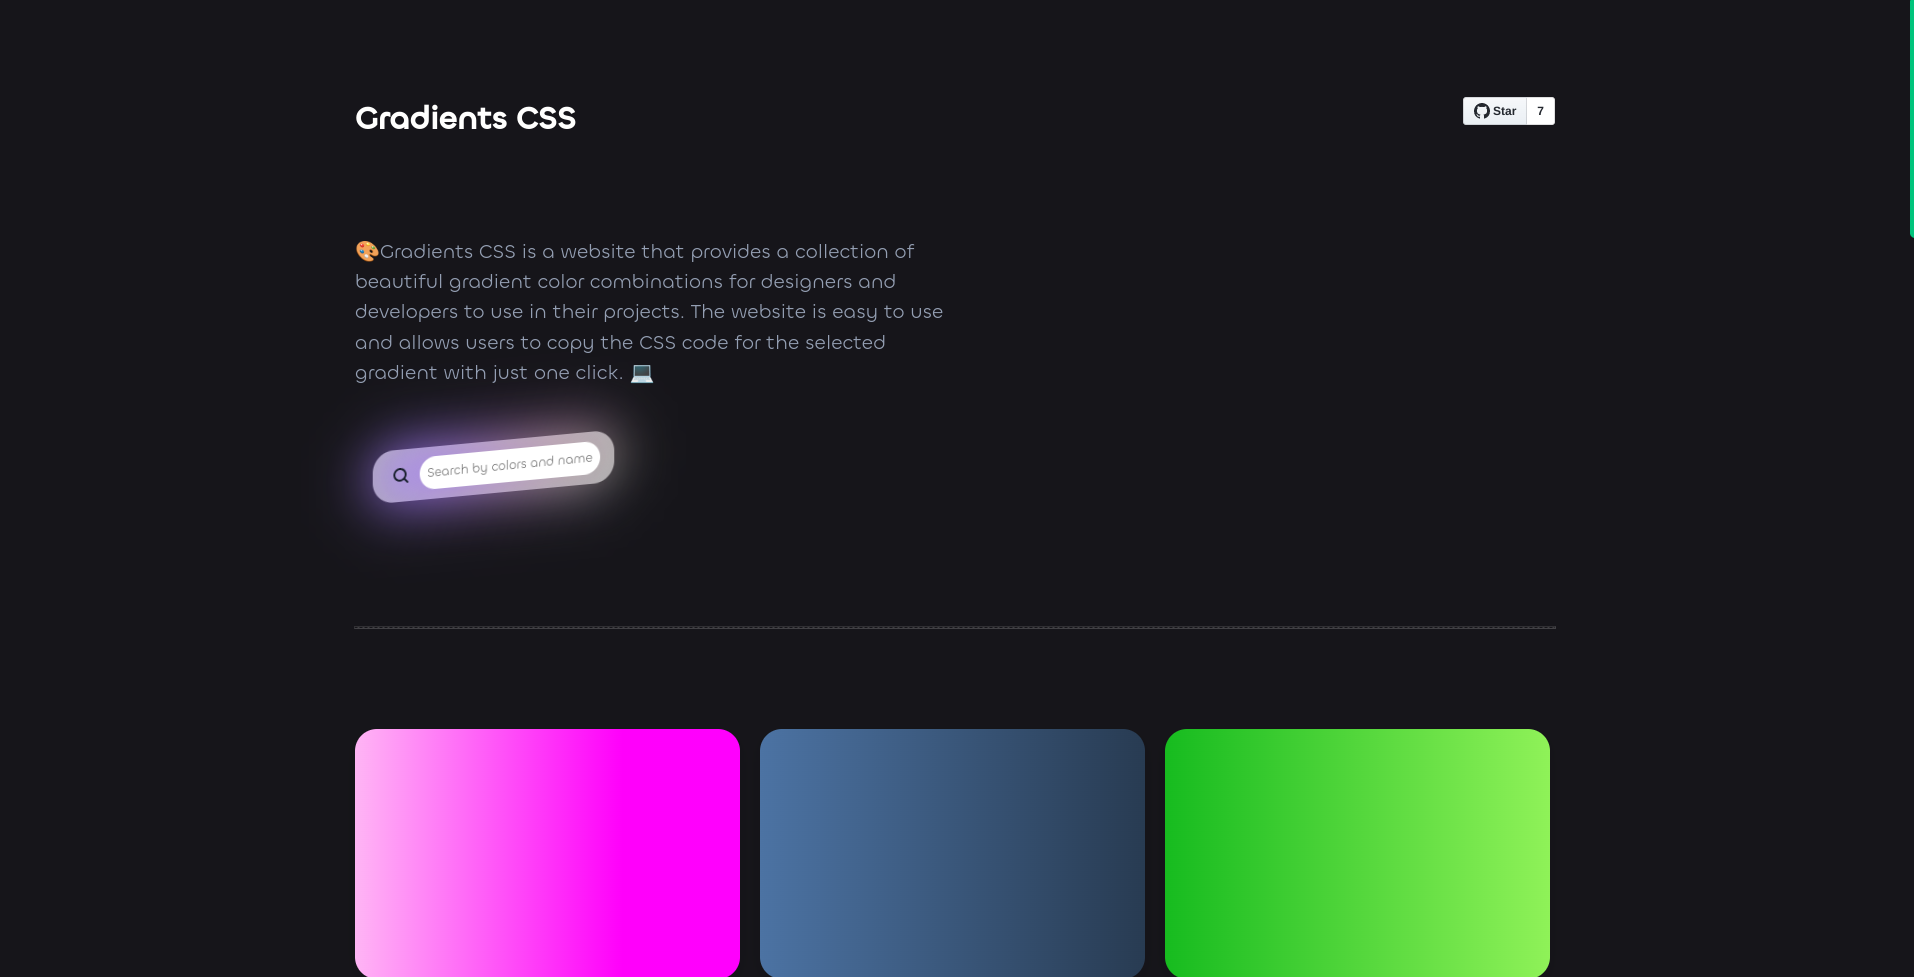 Gradients CSS
Star 7
🎨Gradients CSS is a website that provides a collection of
beautiful gradient color combinations for designers and
developers to use in their projects. The website is easy to use
and allows users to copy the CSS code for the selected
gradient with just one click. 💻
Search by colors and name